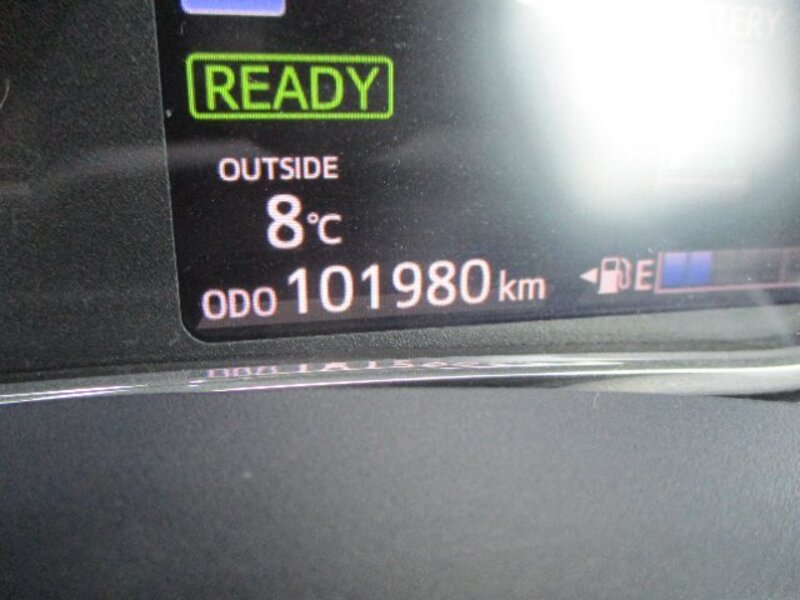 READY
OUTSIDE
8°C
ODO 101980 km
E